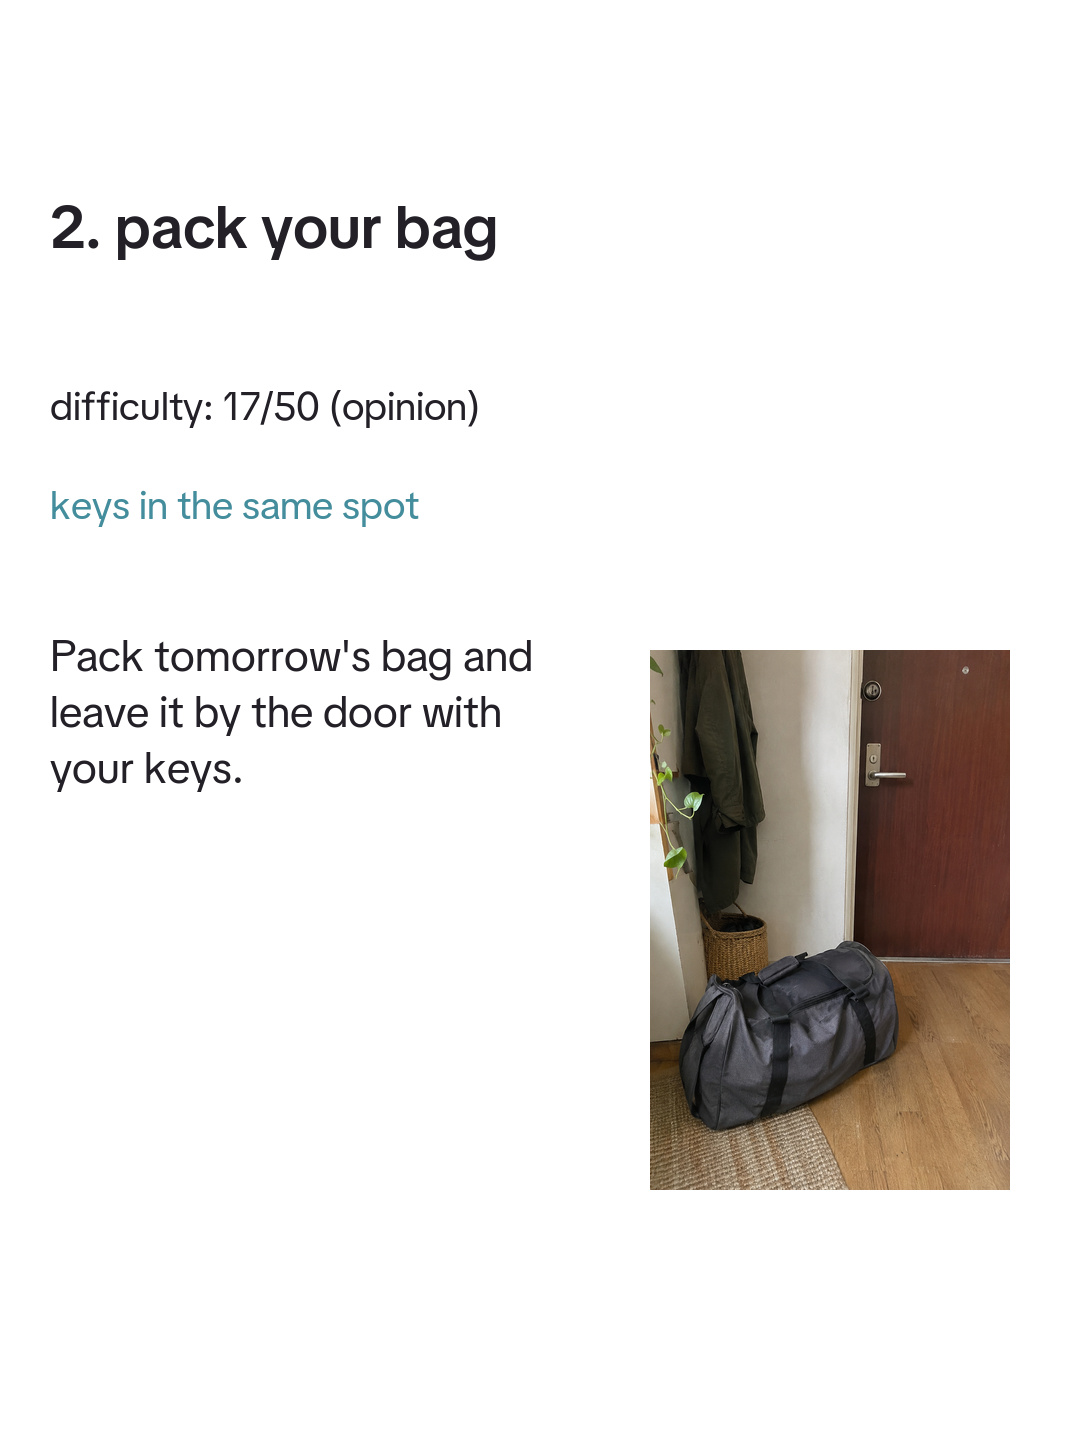 2. pack your bag
difficulty: 17/50 (opinion)
keys in the same spot
Pack tomorrow's bag and
leave it by the door with
your keys.